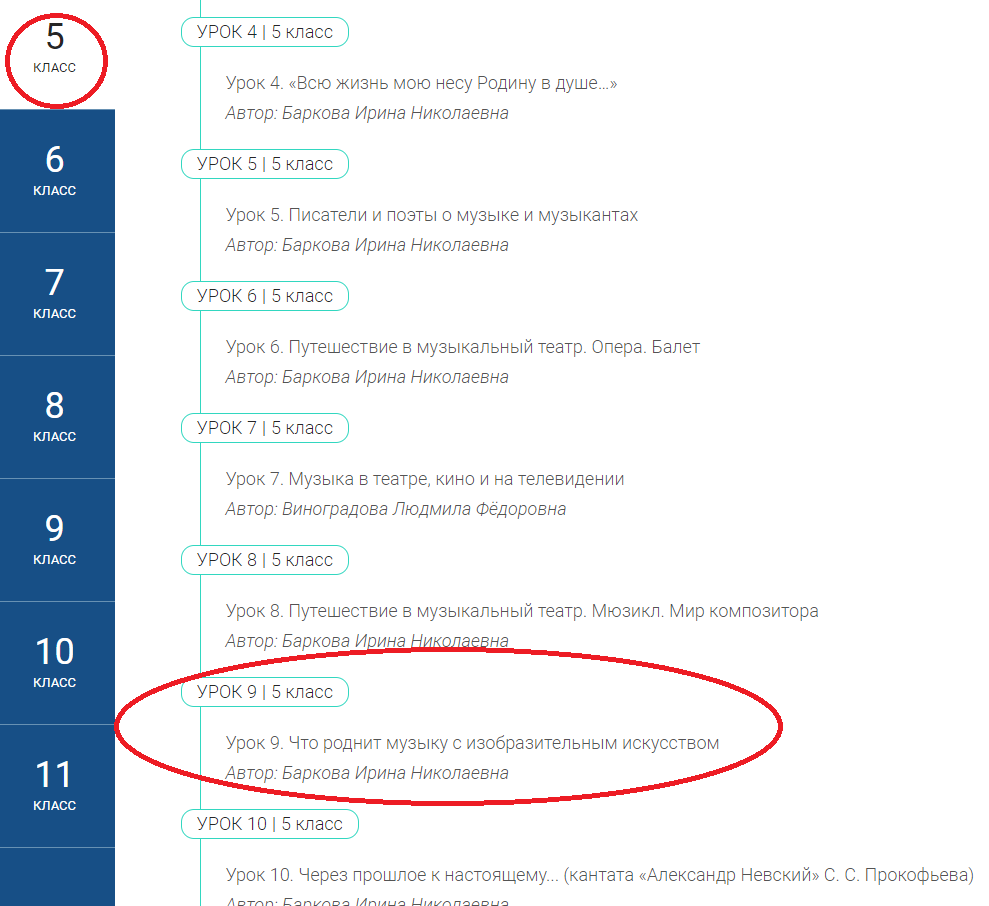 5
КЛАСС
6
КЛАСС
7
КЛАСС
8
КЛАСС
9
КЛАСС
10
КЛАСС
11
КЛАСС
УРОК 4 | 5 класс
Урок 4. «Всю жизнь мою несу Родину в душе...»
Автор: Баркова Ирина Николаевна
УРОК 5 | 5 класс
Урок 5. Писатели и поэты о музыке и музыкантах
Автор: Баркова Ирина Николаевна
УРОК 6 | 5 класс
Урок 6. Путешествие в музыкальный театр. Опера. Балет
Автор: Баркова Ирина Николаевна
УРОК 7 | 5 класс
Урок 7. Музыка в театре, кино и на телевидении
Автор: Виноградова Людмила Фёдоровна
УРОК 8 | 5 класс
Урок 8. Путешествие в музыкальный театр. Мюзикл. Мир композитора
Автор: Баркова Ирина Николаевна
УРОК 9 | 5 класс
Урок 9. Что роднит музыку с изобразительным искусством
Автор: Баркова Ирина Николаевна
УРОК 10 | 5 класс
Урок 10. Через прошлое к настоящему... (кантата «Александр Невский» С. С. Прокофьева)
Автор: Баркова Ирина Николаевна